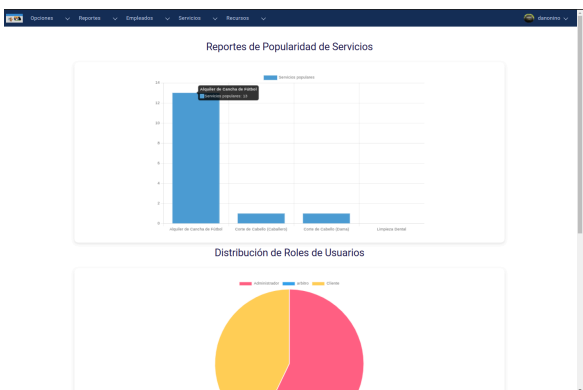 Opciones Reportes Empleados Servicios Recursos danonino
Reportes de Popularidad de Servicios
Servicios populares
14
Alquiler de Cancha de Fútbol
Servicios populares: 13
12
10
8
6
4
2
0
Alquiler de Cancha de Fútbol Corte de Cabello (Caballero) Corte de Cabello (Dama) Limpieza Dental
Distribución de Roles de Usuarios
Administrador Cliente